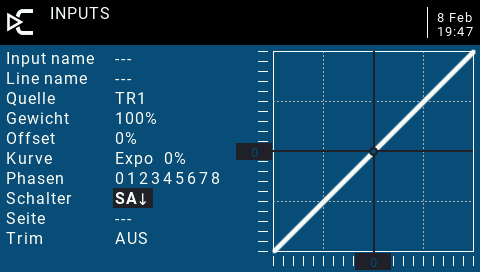 INPUTS
8 Feb
19:47
Input name ---
Line name ---
Quelle TR1
Gewicht 100%
Offset 0%
Kurve Expo 0%
Phasen 012345678
Schalter SA↓
Seite ---
Trim AUS
0
0